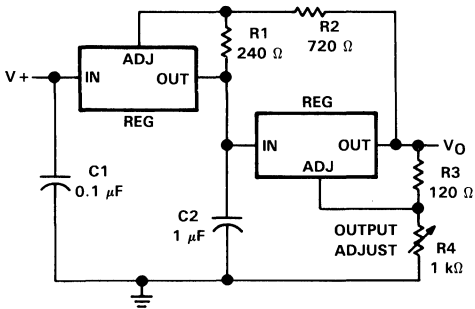 R1
240 Ω
R2
720 Ω
V+
IN
ADJ
OUT
REG
REG
IN
OUT
ADJ
VO
C1
0.1 μF
C2
1 μF
R3
120 Ω
OUTPUT
ADJUST
R4
1 kΩ